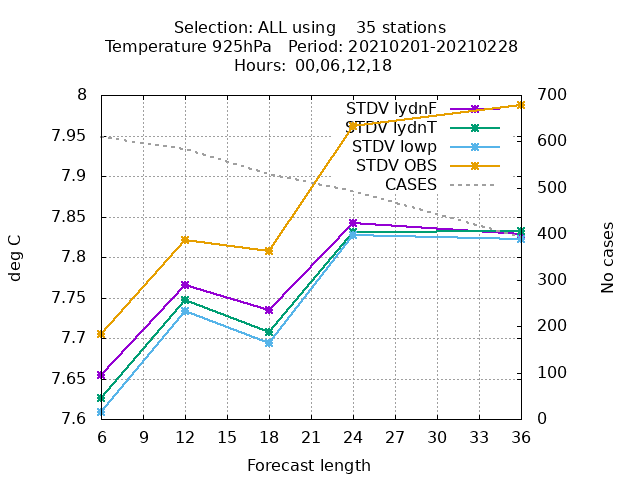 Selection: ALL using    35 stations
Temperature 925hPa   Period: 20210201-20210228
Hours:  00,06,12,18
8
7.95
7.9
7.85
7.8
7.75
7.7
7.65
7.6
deg C
700
600
500
400
300
200
100
0
No cases
STDV lydnF
STDV lydnT
STDV lowp
STDV OBS
CASES
6 9 12 15 18 21 24 27 30 33 36
Forecast length